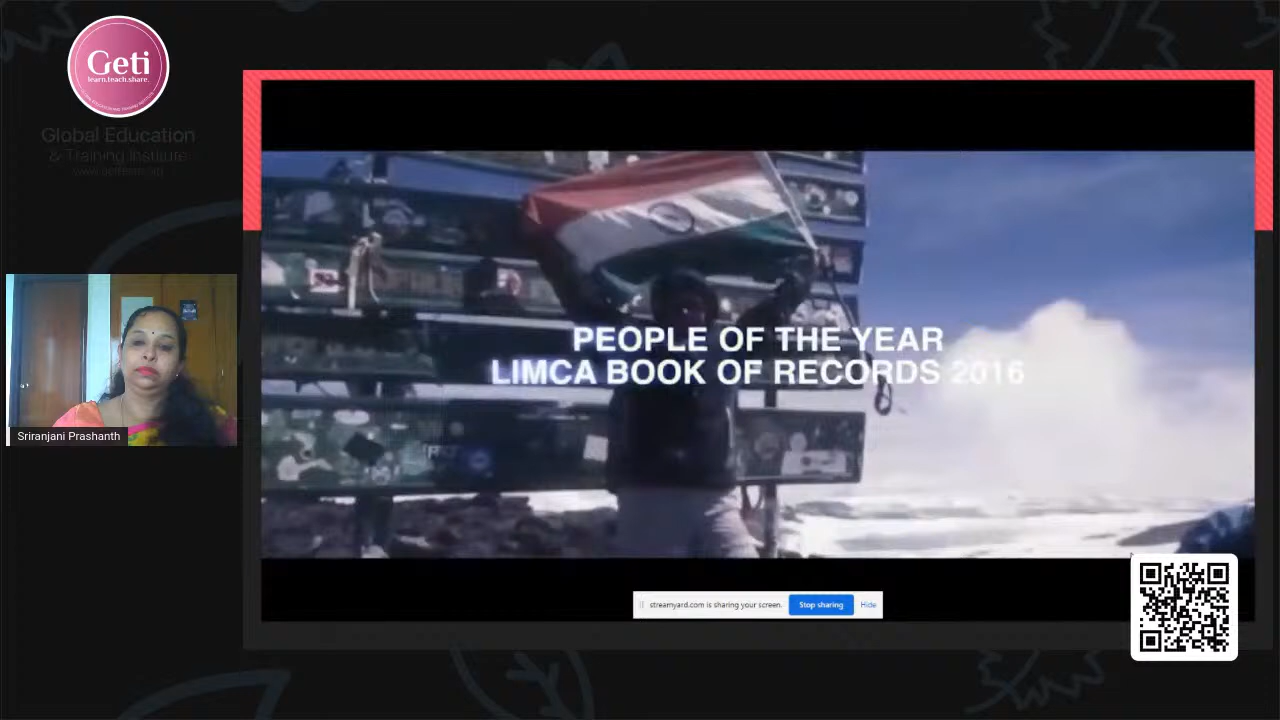 Geti
learn.teach.share.
Global Education
& Training Institute
PEOPLE OF THE YEAR
LIMCA BOOK OF RECORDS 2016
Sriranjani Prashanth
streamyard.com is sharing your screen.
Stop sharing
Hide